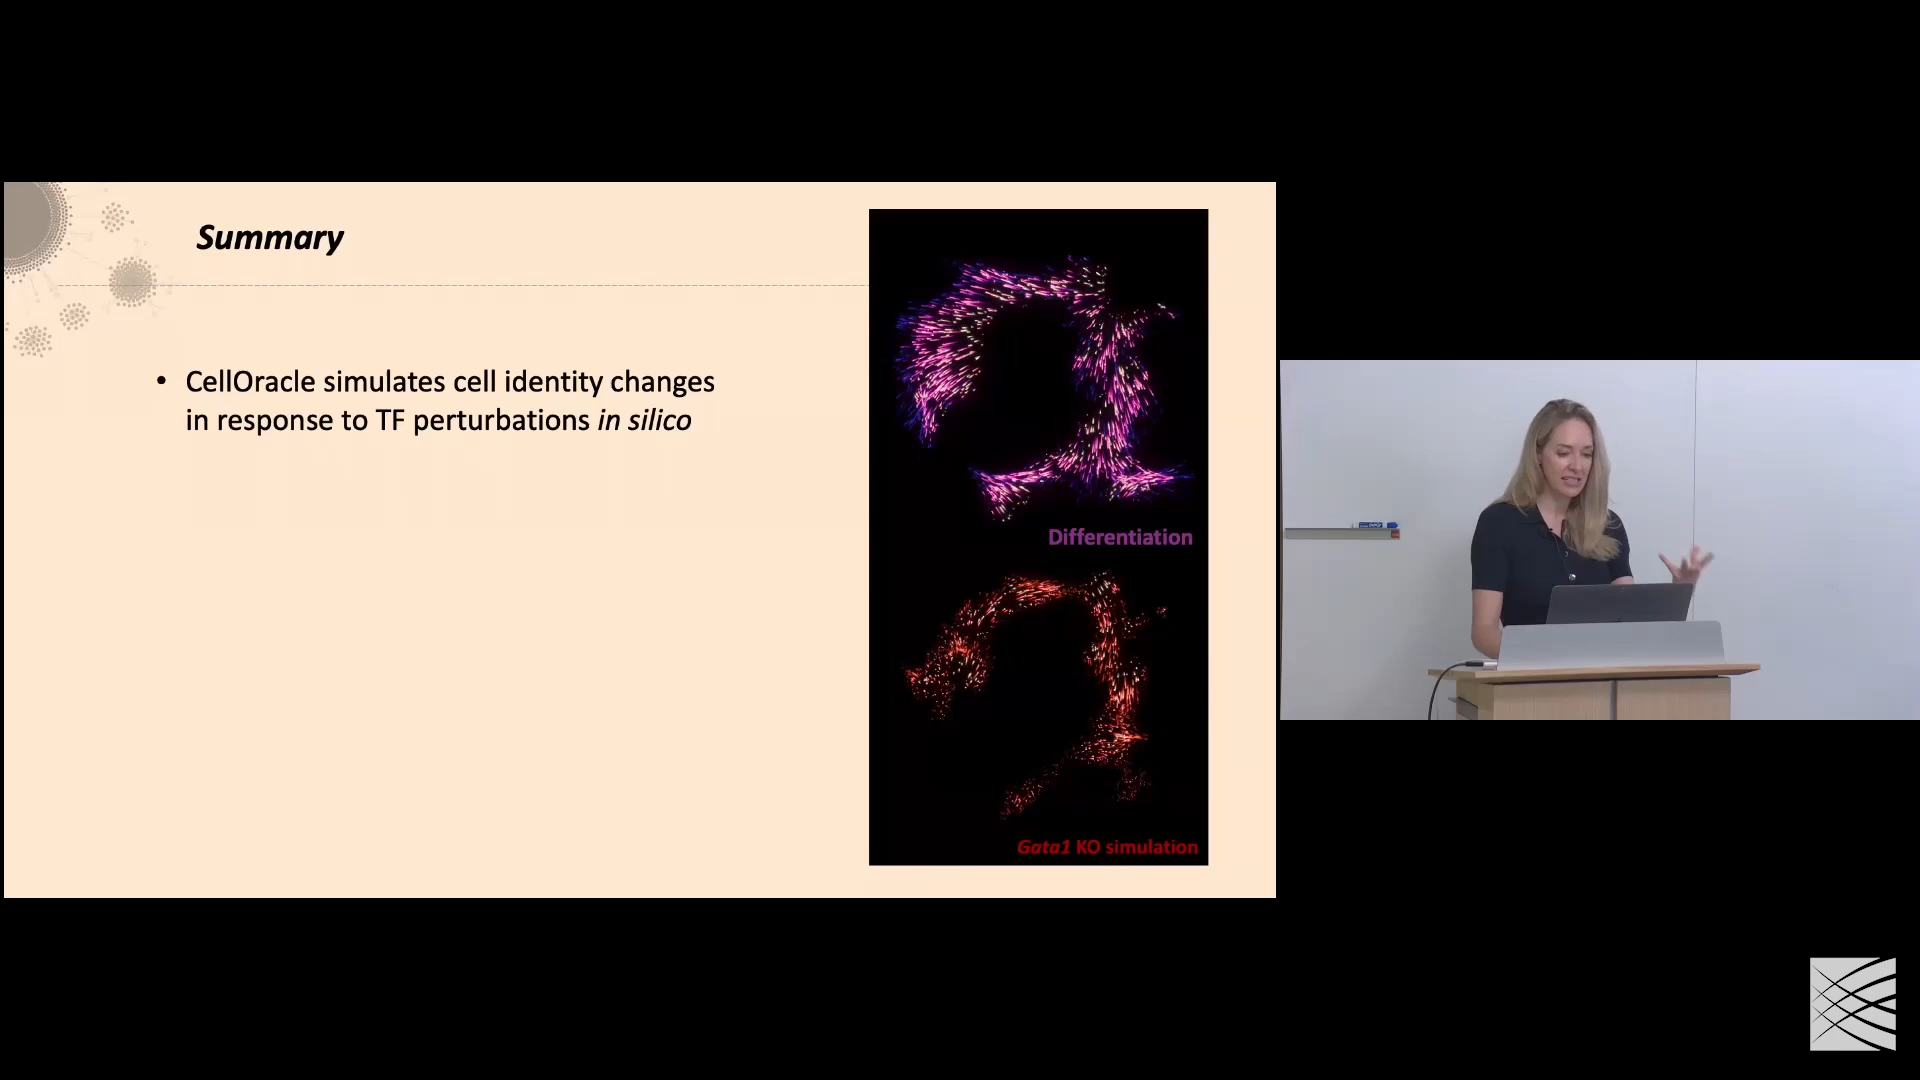 Summary
• CellOracle simulates cell identity changes
in response to TF perturbations in silico
Differentiation
Gata1 KO simulation